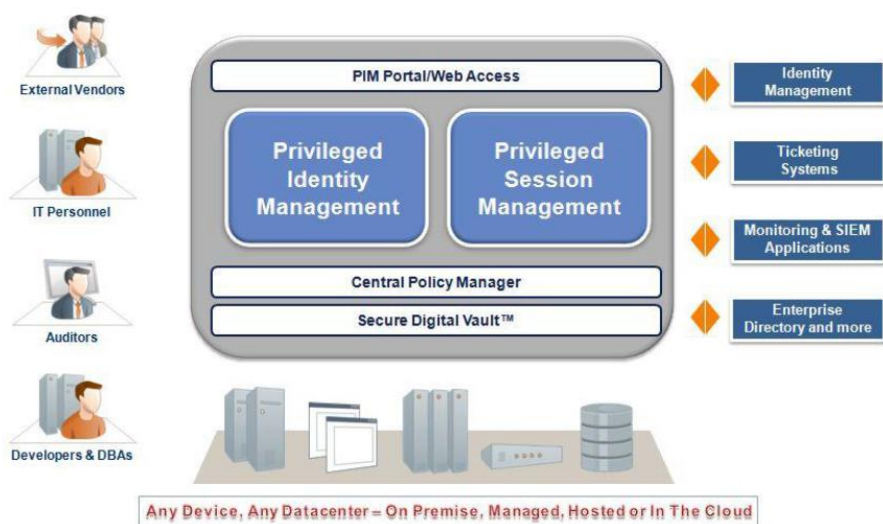 External Vendors
IT Personnel
Auditors
Developers & DBAs
PIM Portal/Web Access
Privileged
Identity
Management
Privileged
Session
Management
Central Policy Manager
Secure Digital Vault™
Identity
Management
Ticketing
Systems
Monitoring & SIEM
Applications
Enterprise
Directory and more
Any Device, Any Datacenter – On Premise, Managed, Hosted or In The Cloud